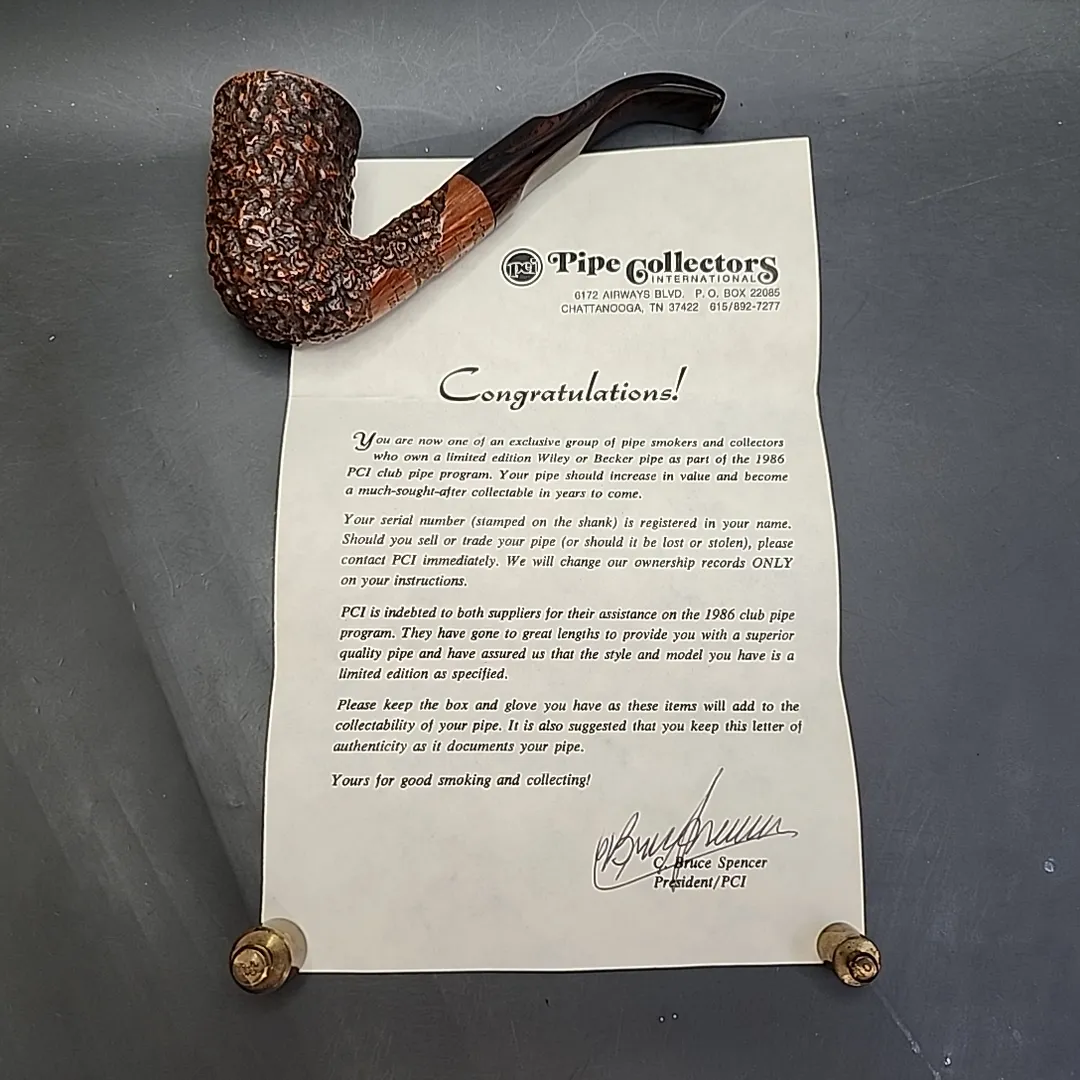 pci Pipe Collectors
INTERNATIONAL
6172 AIRWAYS BLVD. P. O. BOX 22085
CHATTANOOGA, TN 37422 615/892-7277
Congratulations!
You are now one of an exclusive group of pipe smokers and collectors
who own a limited edition Wiley or Becker pipe as part of the 1986
PCI club pipe program. Your pipe should increase in value and become
a much-sought-after collectable in years to come.
Your serial number (stamped on the shank) is registered in your name.
Should you sell or trade your pipe (or should it be lost or stolen), please
contact PCI immediately. We will change our ownership records ONLY
on your instructions.
PCI is indebted to both suppliers for their assistance on the 1986 club pipe
program. They have gone to great lengths to provide you with a superior
quality pipe and have assured us that the style and model you have is a
limited edition as specified.
Please keep the box and glove you have as these items will add to the
collectability of your pipe. It is also suggested that you keep this letter of
authenticity as it documents your pipe.
Yours for good smoking and collecting!
C. Bruce Spencer
C. Bruce Spencer
President/PCI